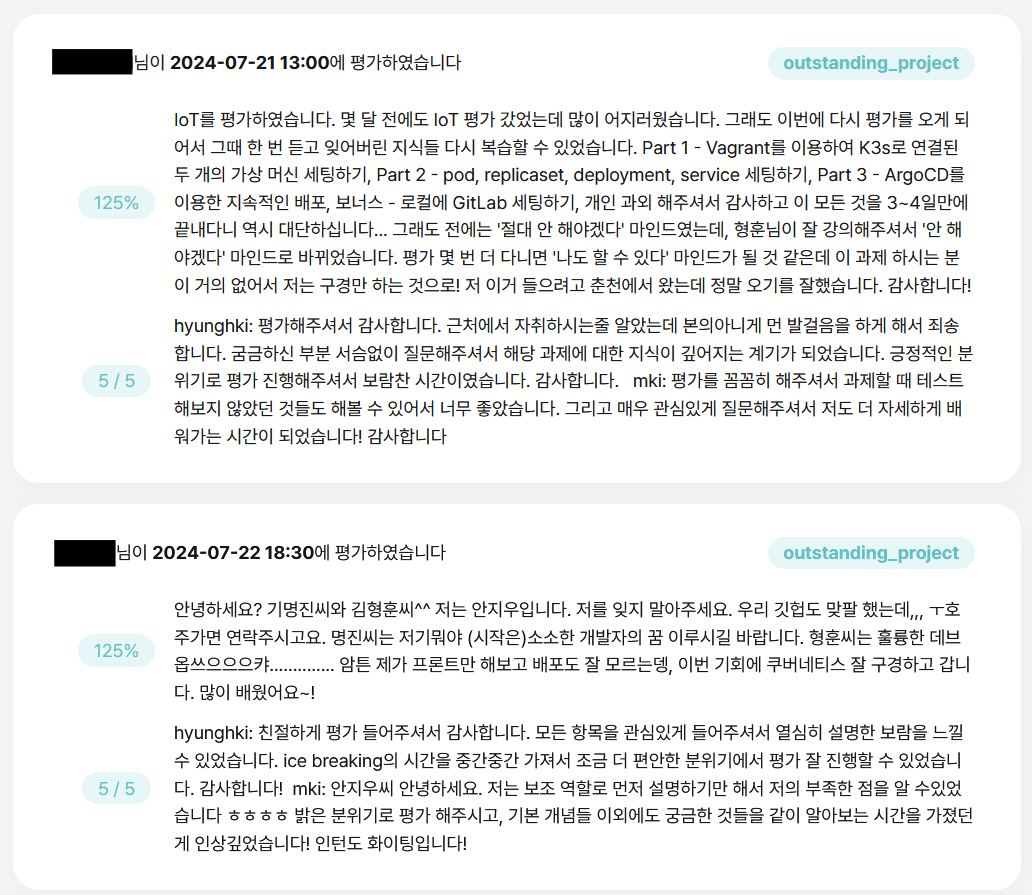 님이 2024-07-21 13:00에 평가하였습니다
outstanding_project
125%
IoT를 평가하였습니다. 몇 달 전에도 IoT 평가 갔었는데 많이 어지러웠습니다. 그래도 이번에 다시 평가를 오게 되
어서 그때 한 번 듣고 잊어버린 지식들 다시 복습할 수 있었습니다. Part 1 - Vagrant를 이용하여 K3s로 연결된
두 개의 가상 머신 세팅하기, Part 2 - pod, replicaset, deployment, service 세팅하기, Part 3 - ArgoCD를
이용한 지속적인 배포, 보너스 - 로컬에 GitLab 세팅하기, 개인 과외 해주셔서 감사하고 이 모든 것을 3~4일만에
끝내다니 역시 대단하십니다... 그래도 전에는 '절대 안 해야겠다' 마인드였는데, 형훈님이 잘 강의해주셔서 '안 해
야겠다' 마인드로 바뀌었습니다. 평가 몇 번 더 다니면 '나도 할 수 있다' 마인드가 될 것 같은데 이 과제 하시는 분
이 거의 없어서 저는 구경만 하는 것으로! 저 이거 들으려고 춘천에서 왔는데 정말 오기를 잘했습니다. 감사합니다!
5 / 5
hyunghki: 평가해주셔서 감사합니다. 근처에서 자취하시는줄 알았는데 본의아니게 먼 발걸음을 하게 해서 죄송
합니다. 굼금하신 부분 서슴없이 질문해주셔서 해당 과제에 대한 지식이 깊어지는 계기가 되었습니다. 긍정적인 분
위기로 평가 진행해주셔서 보람찬 시간이였습니다. 감사합니다. mki: 평가를 꼼꼼히 해주셔서 과제할 때 테스트
해보지 않았던 것들도 해볼 수 있어서 너무 좋았습니다. 그리고 매우 관심있게 질문해주셔서 저도 더 자세하게 배
워가는 시간이 되었습니다! 감사합니다
님이 2024-07-22 18:30에 평가하였습니다
outstanding_project
125%
안녕하세요? 기명진씨와 김형훈씨^^ 저는 안지우입니다. 저를 잊지 말아주세요. 우리 깃헙도 맞팔 했는데,,, ㅜ호
주가면 연락주시고요. 명진씨는 저기뭐야 (시작은)소소한 개발자의 꿈 이루시길 바랍니다. 형훈씨는 훌륭한 데브
옵쓰으으으캬.............. 암튼 제가 프론트만 해보고 배포도 잘 모르는뎅, 이번 기회에 쿠버네티스 잘 구경하고 갑니
다. 많이 배웠어요~!
5 / 5
hyunghki: 친절하게 평가 들어주셔서 감사합니다. 모든 항목을 관심있게 들어주셔서 열심히 설명한 보람을 느낄
수 있었습니다. ice breaking의 시간을 중간중간 가져서 조금 더 편안한 분위기에서 평가 잘 진행할 수 있었습니
다. 감사합니다! mki: 안지우씨 안녕하세요. 저는 보조 역할로 먼저 설명하기만 해서 저의 부족한 점을 알 수있었
습니다 ㅎㅎㅎㅎ 밝은 분위기로 평가 해주시고, 기본 개념들 이외에도 궁금한 것들을 같이 알아보는 시간을 가졌던
게 인상깊었습니다! 인턴도 화이팅입니다!